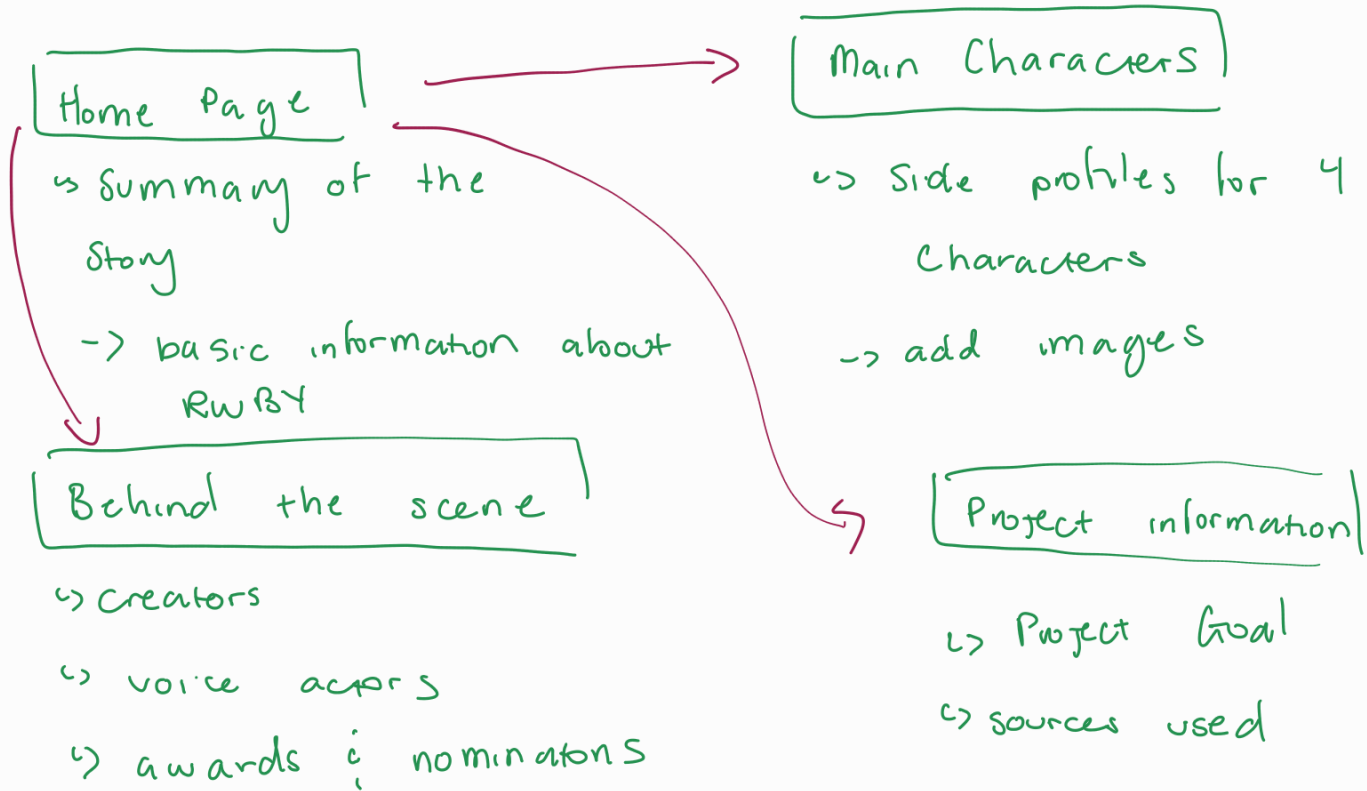 Home Page
↳ Summary of the
Story
-> basic information about
RWBY
Main Characters
↳ Side profiles for 4
Characters
-> add images
Behind the scene
↳ creators
↳ voice actors
↳ awards & nominatons
Project information
↳ Project Goal
↳ sources used